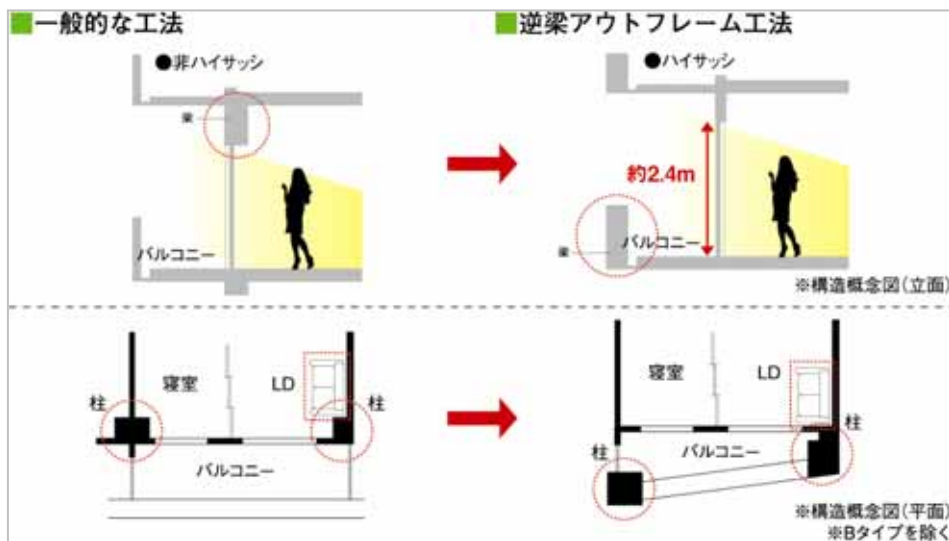 ■一般的な工法
●非ハイサッシ
梁
バルコニー
■逆梁アウトフレーム工法
●ハイサッシ
約2.4m
梁
バルコニー
※構造概念図(立面)
柱
寝室
LD
柱
バルコニー
寝室
LD
柱
バルコニー
柱
※構造概念図(平面)
※Bタイプを除く